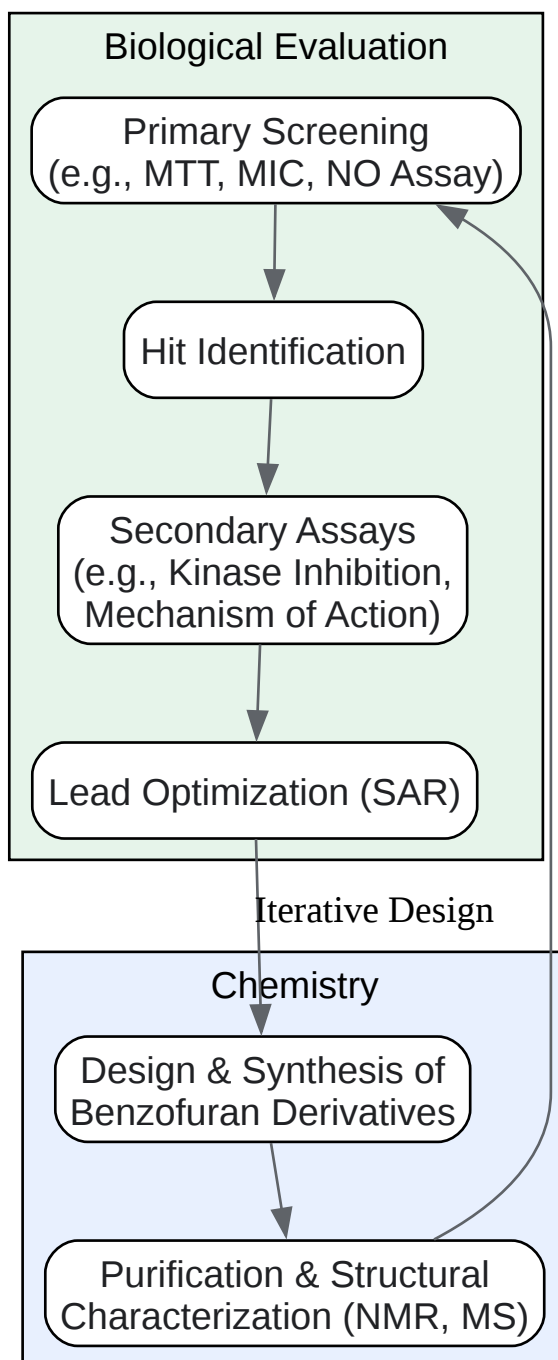 Biological Evaluation
Primary Screening
(e.g., MTT, MIC, NO Assay)
Hit Identification
Secondary Assays
(e.g., Kinase Inhibition,
Mechanism of Action)
Lead Optimization (SAR)
Iterative Design
Chemistry
Design & Synthesis of
Benzofuran Derivatives
Purification & Structural
Characterization (NMR, MS)